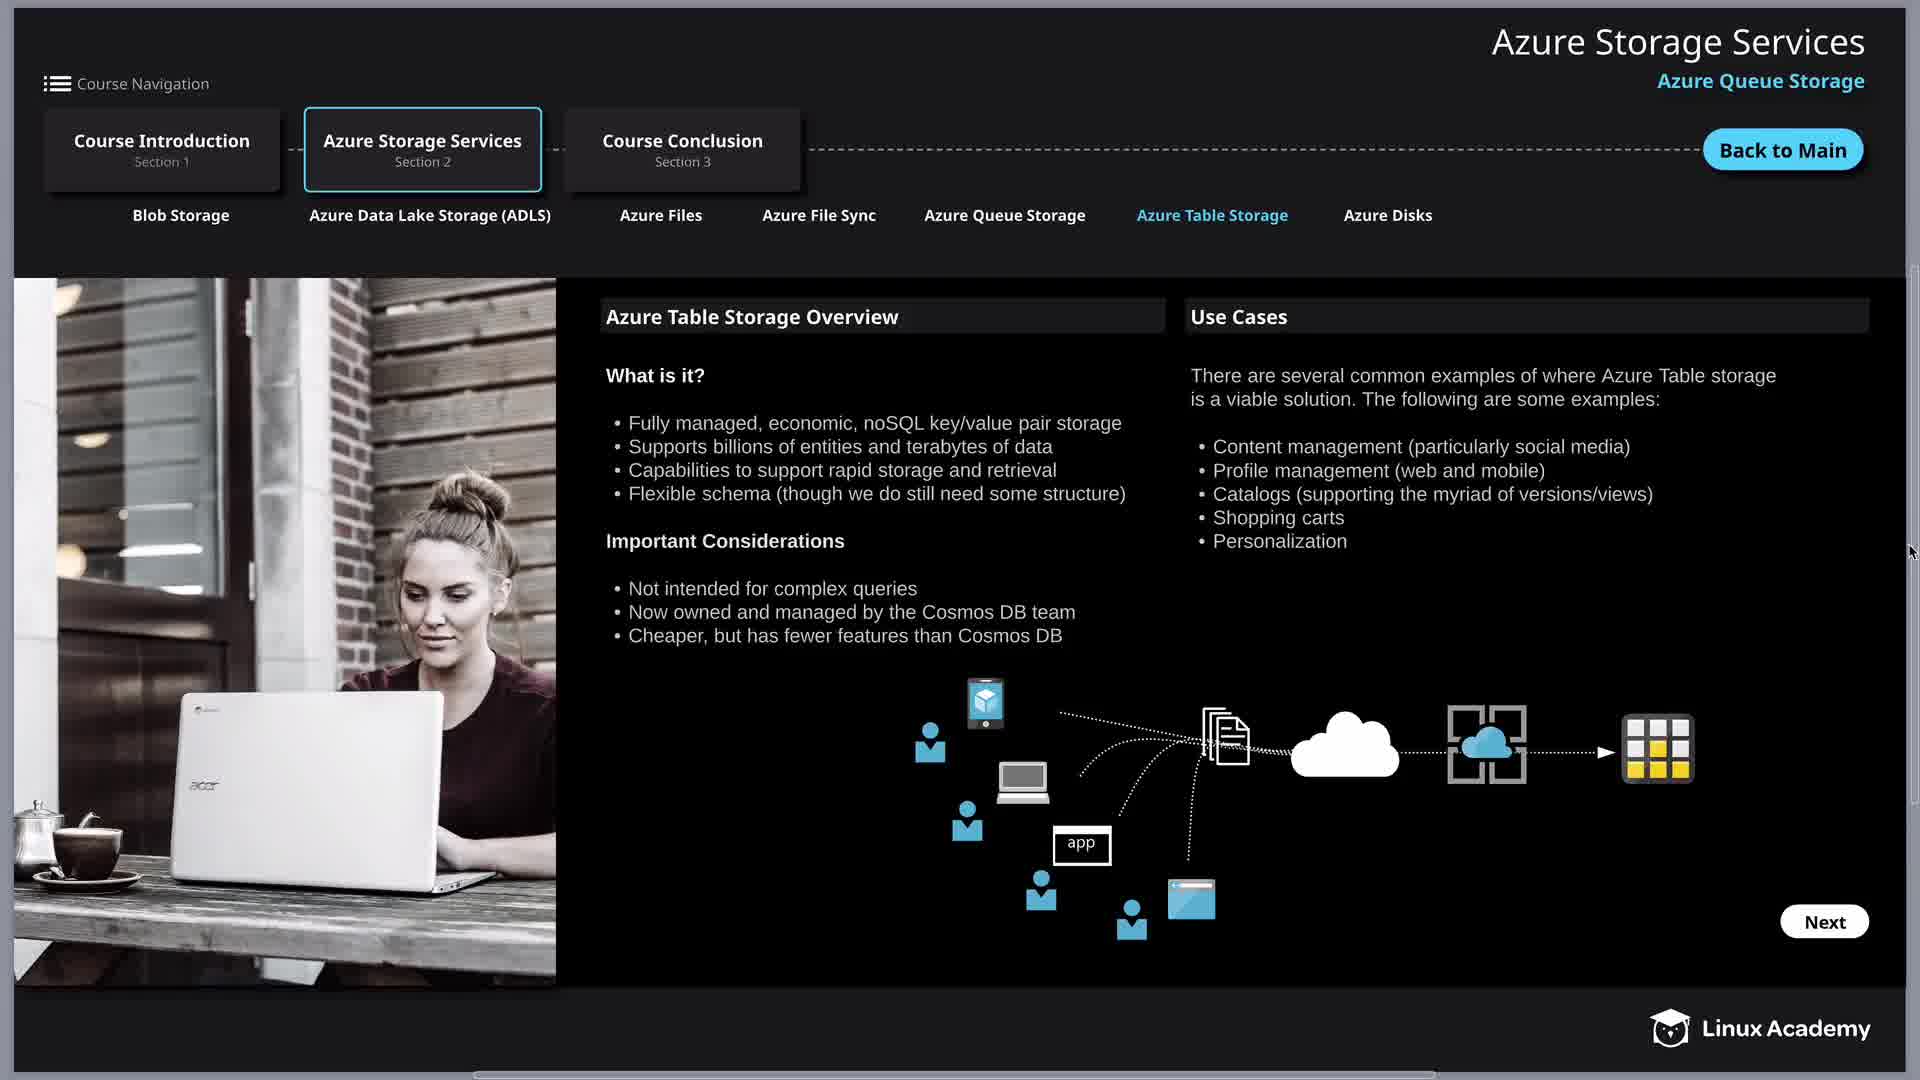 Azure Storage Services
Azure Queue Storage
Course Navigation
Course Introduction
Section 1
Azure Storage Services
Section 2
Course Conclusion
Section 3
Back to Main
Blob Storage
Azure Data Lake Storage (ADLS)
Azure Files
Azure File Sync
Azure Queue Storage
Azure Table Storage
Azure Disks
Azure Table Storage Overview
What is it?
• Fully managed, economic, noSQL key/value pair storage
• Supports billions of entities and terabytes of data
• Capabilities to support rapid storage and retrieval
• Flexible schema (though we do still need some structure)
Important Considerations
• Not intended for complex queries
• Now owned and managed by the Cosmos DB team
• Cheaper, but has fewer features than Cosmos DB
Use Cases
There are several common examples of where Azure Table storage
is a viable solution. The following are some examples:
• Content management (particularly social media)
• Profile management (web and mobile)
• Catalogs (supporting the myriad of versions/views)
• Shopping carts
• Personalization
acer
app
Next
Linux Academy